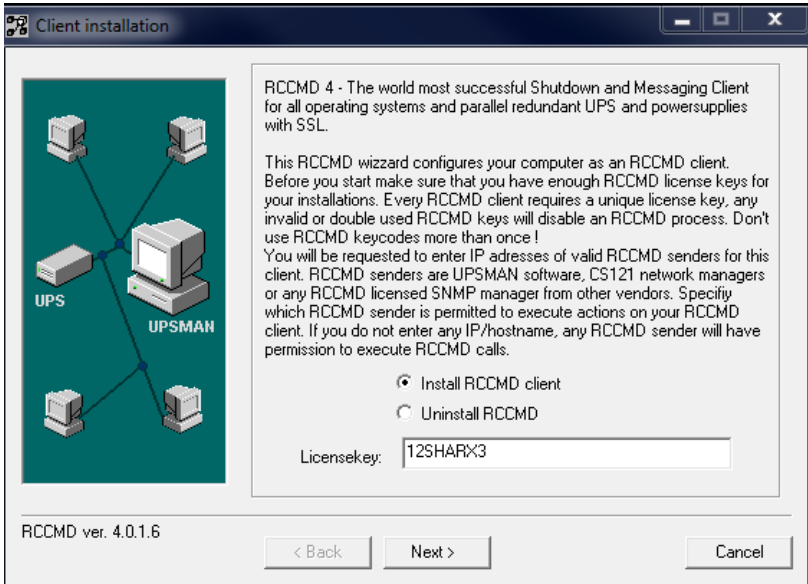 Client installation
RCCMD 4 - The world most successful Shutdown and Messaging Client
for all operating systems and parallel redundant UPS and powersupplies
with SSL.
This RCCMD wizzard configures your computer as an RCCMD client.
Before you start make sure that you have enough RCCMD license keys for
your installations. Every RCCMD client requires a unique license key, any
invalid or double used RCCMD keys will disable an RCCMD process. Don't
use RCCMD keycodes more than once !
You will be requested to enter IP adresses of valid RCCMD senders for this
client. RCCMD senders are UPSMAN software, CS121 network managers
or any RCCMD licensed SNMP manager from other vendors. Specifiy
which RCCMD sender is permitted to execute actions on your RCCMD
client. If you do not enter any IP/hostname, any RCCMD sender will have
permission to execute RCCMD calls.
UPS
UPSMAN
Install RCCMD client
Uninstall RCCMD
Licensekey: 12SHARX3
RCCMD ver. 4.0.1.6
< Back Next > Cancel